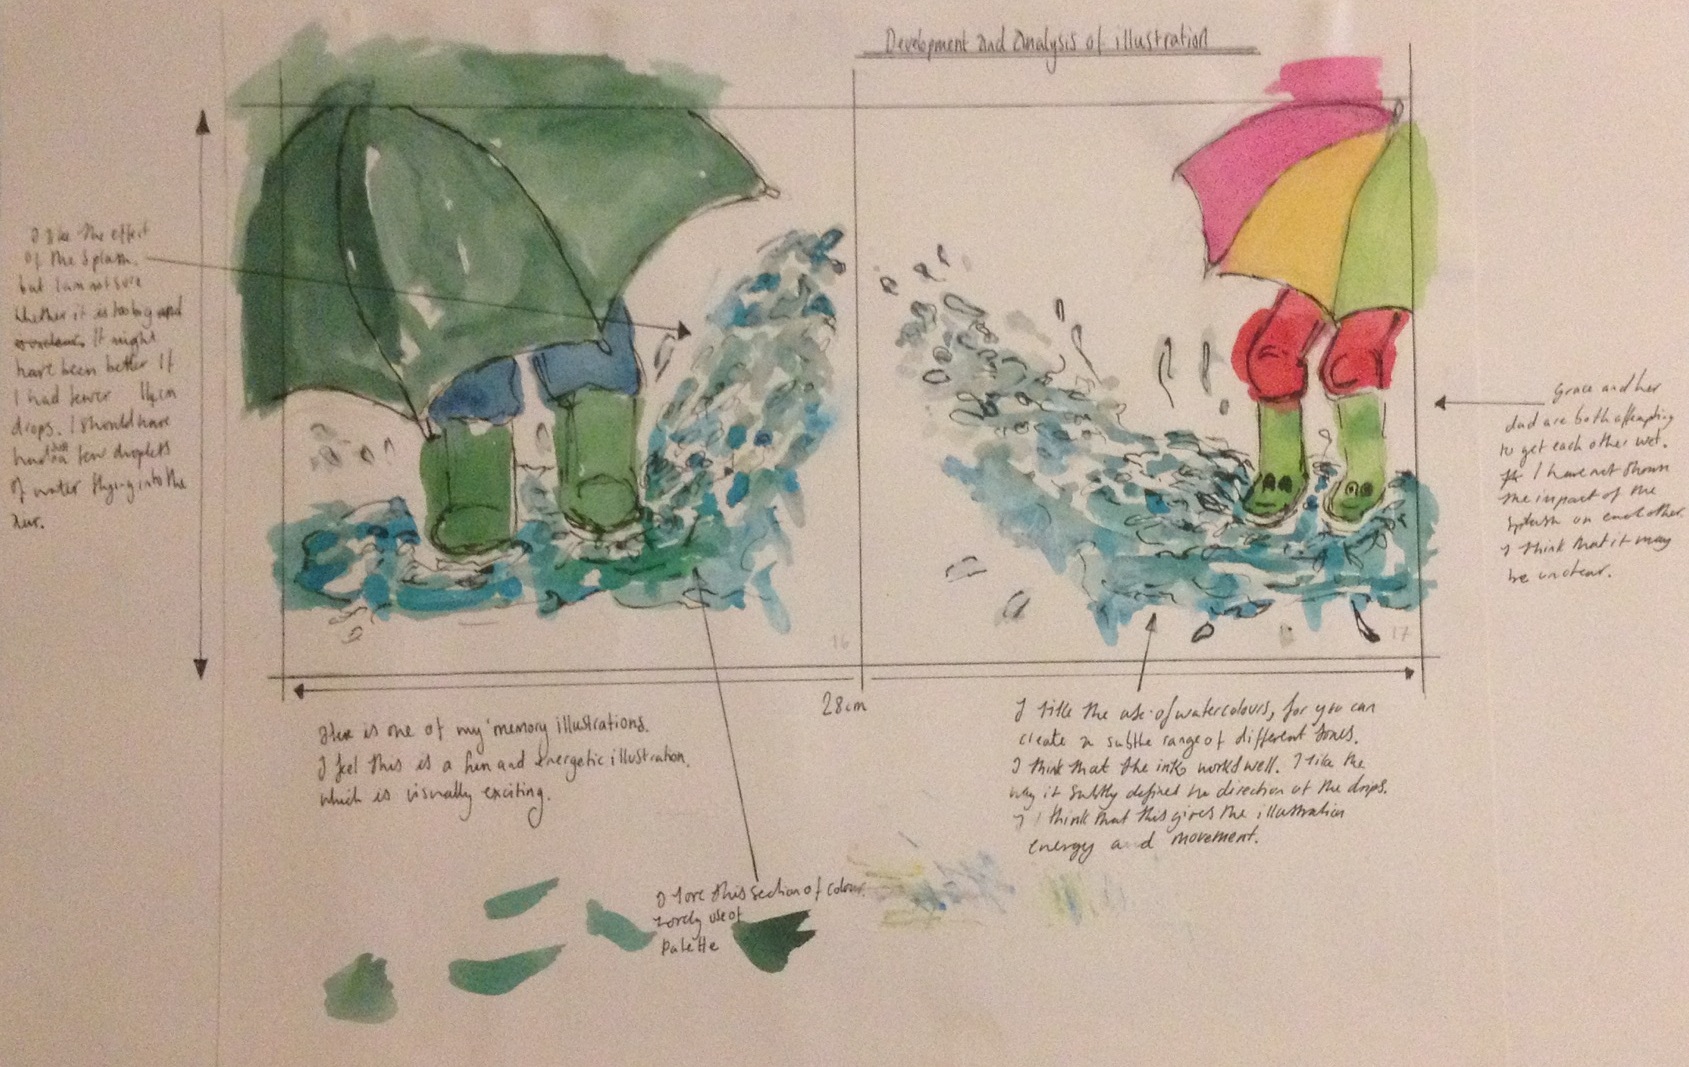 Development and Analysis of illustration
I like the effect
of the splash.
but I am not sure
whether it is too big and
It might
have been better if
I had fewer
drops. I should have
had just a few droplets
of water flying into the
air.
14cm
Grace and her
dad are both attempting
to get each other wet.
I have not shown
the impact of the
splash on each other.
I think that it may
be unclear.
16
17
28cm
Here is one of my 'memory illustrations.
I feel this is a fun and energetic illustration,
which is visually exciting.
I like the use of watercolours, for you can
create a subtle range of different tones.
I think that the inks worked well. I like the
way it subtly defined the direction of the drops.
I think that this gives the illustration
energy and movement.
I love this section of colour.
Lovely use of
palette